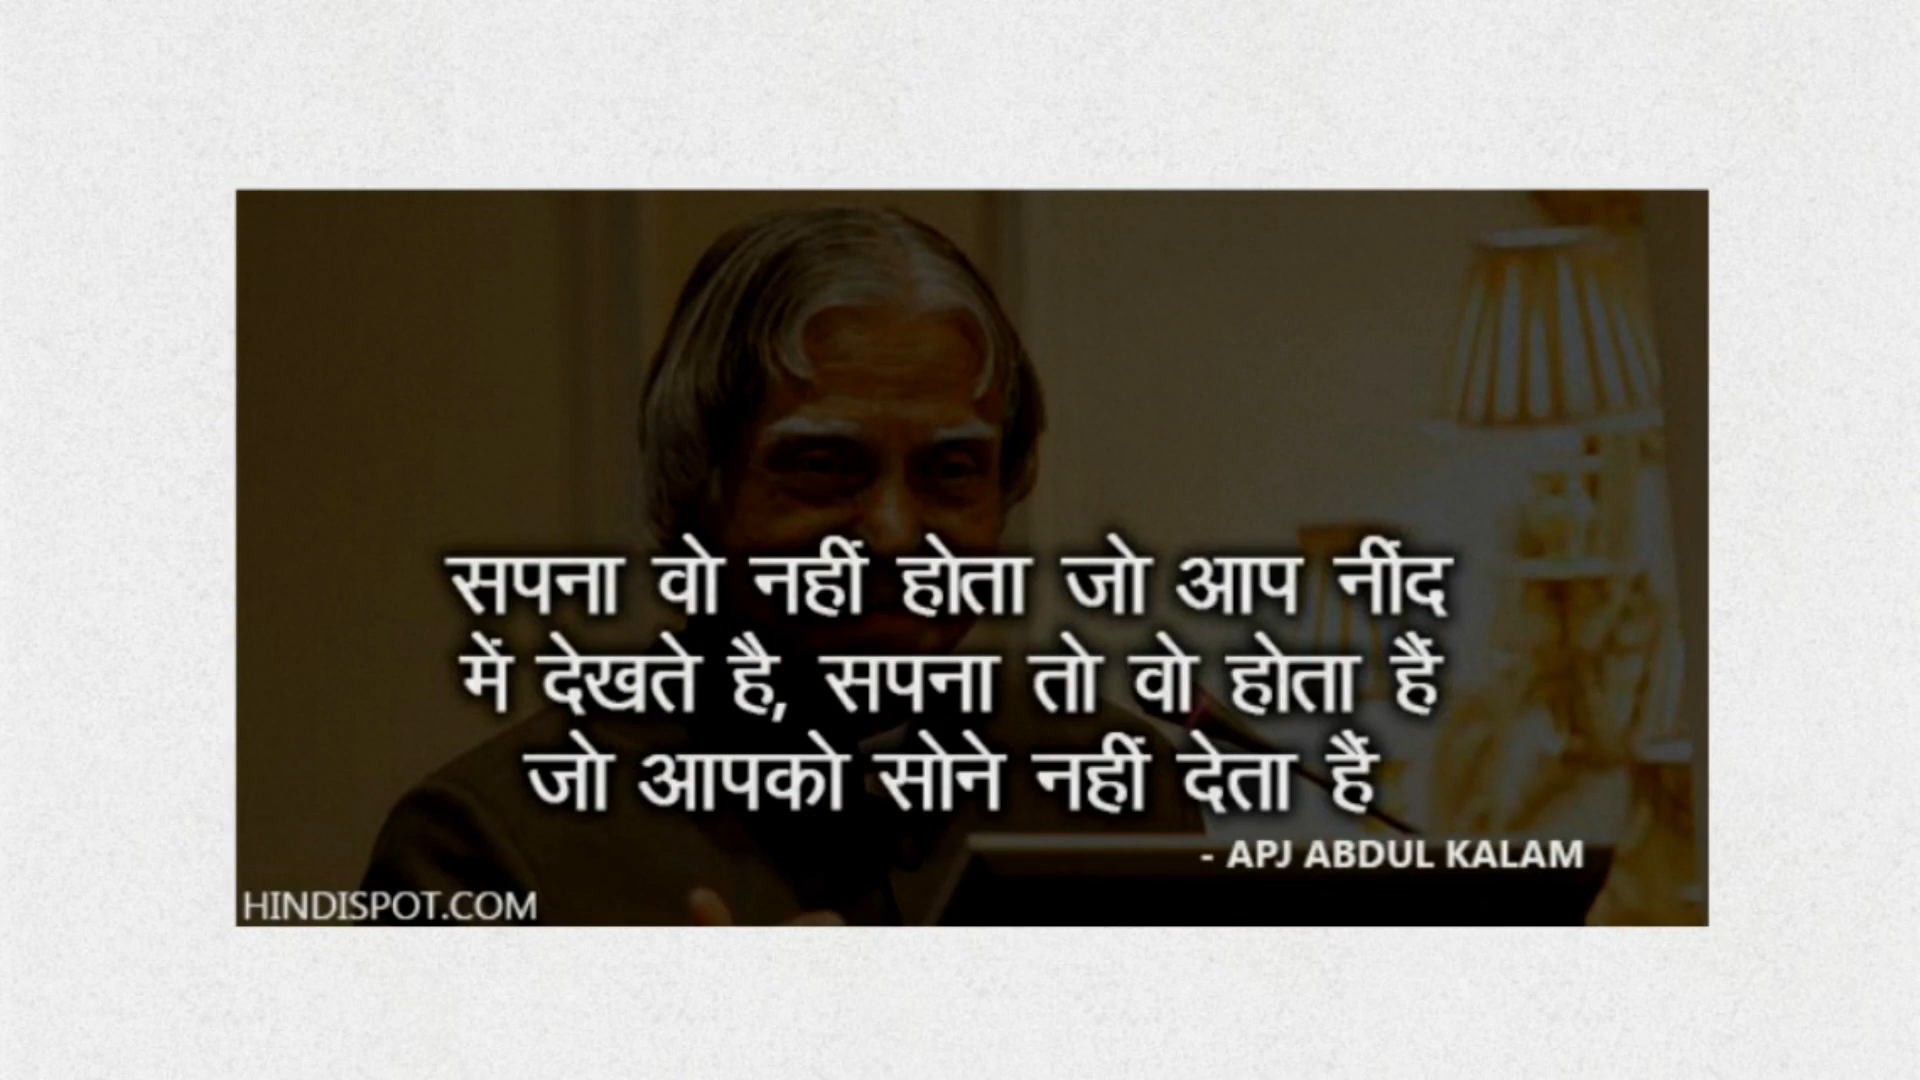 सपना वो नहीं होता जो आप नींद
में देखते है, सपना तो वो होता हैं
जो आपको सोने नहीं देता हैं
- APJ ABDUL KALAM
HINDISPOT.COM